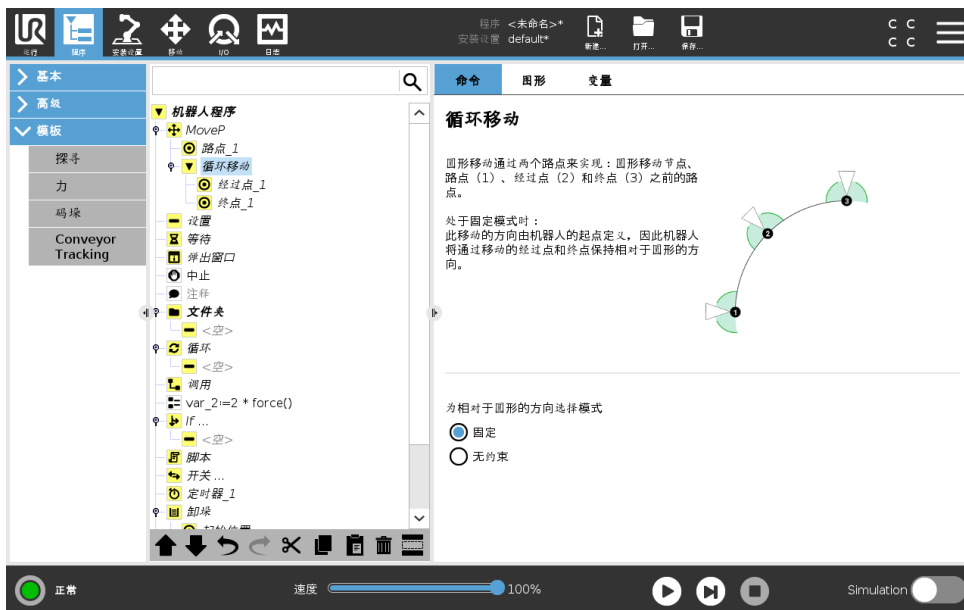 UR
运行
程序
安装设置
移动
I/O
日志
程序 <未命名>*
安装设置 default*
新建...
打开...
保存...
C C
C C
基本
高级
模板
探寻
力
码垛
Conveyor
Tracking
机器人程序
MoveP
路点_1
循环移动
经过点_1
终点_1
设置
等待
弹出窗口
中止
注释
文件夹
<空>
循环
<空>
调用
var_2≔2 * force()
If ...
<空>
脚本
开关 ...
定时器_1
卸垛
起始位置
命令
图形
变量
循环移动
圆形移动通过两个路点来实现：圆形移动节点、
路点（1）、经过点（2）和终点（3）之前的路
点。
处于固定模式时：
此移动的方向由机器人的起点定义，因此机器人
将通过移动的经过点和终点保持相对于圆形的方
向。
1
2
3
为相对于圆形的方向选择模式
固定
无约束
正常
速度
100%
Simulation